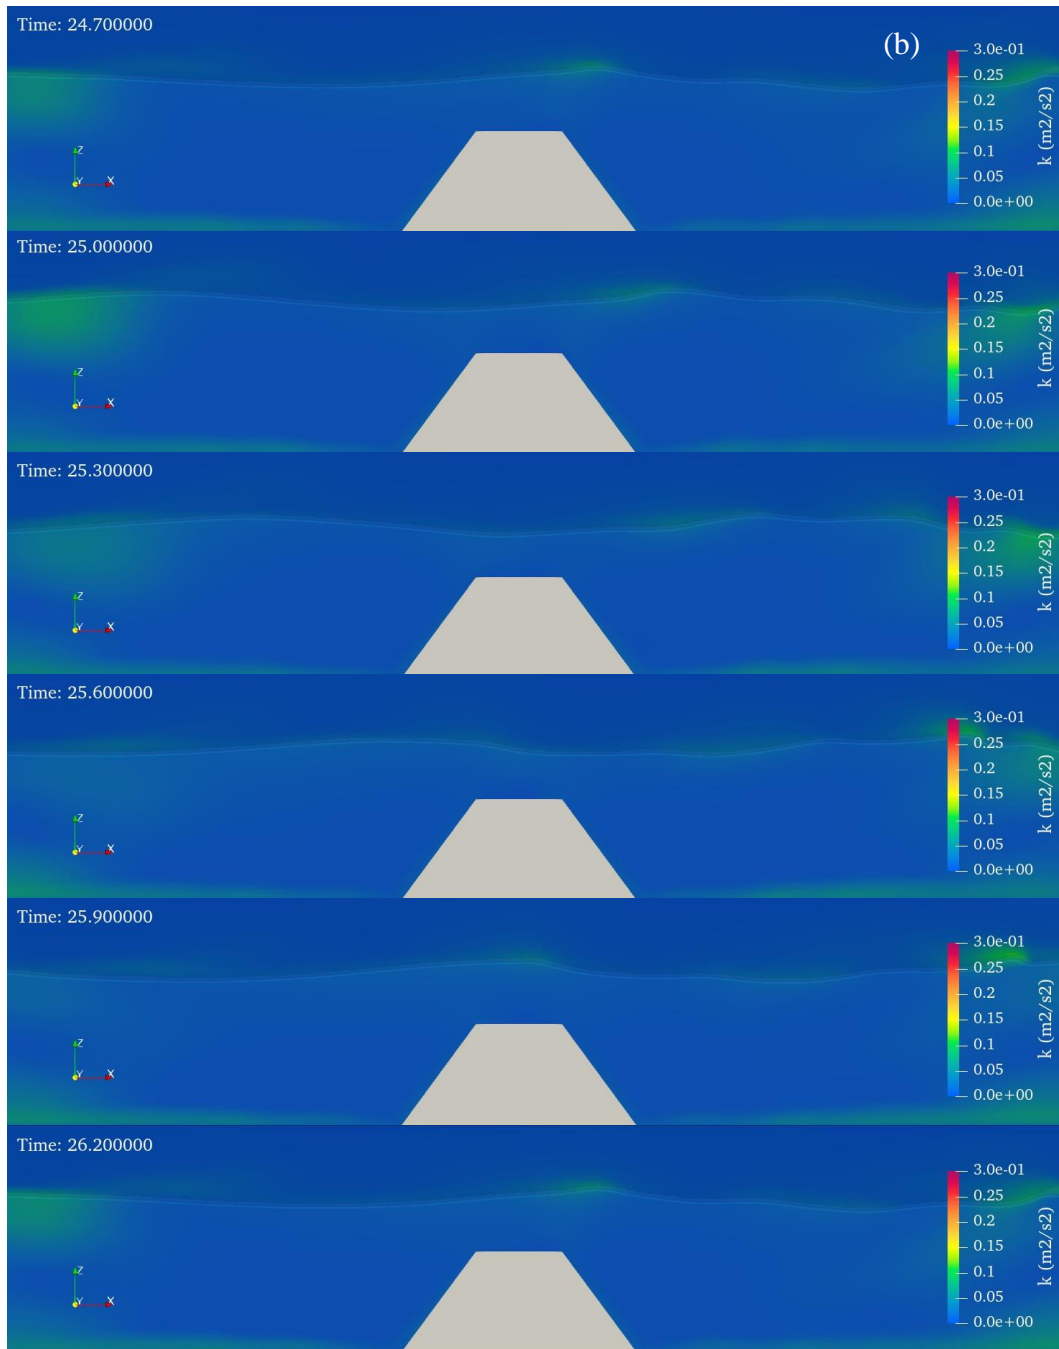 Time: 24.700000
(b)
3.0e-01
0.25
0.2
0.15
0.1
0.05
0.0e+00
k (m2/s2)
Z
Y
X
Time: 25.000000
3.0e-01
0.25
0.2
0.15
0.1
0.05
0.0e+00
k (m2/s2)
Z
Y
X
Time: 25.300000
3.0e-01
0.25
0.2
0.15
0.1
0.05
0.0e+00
k (m2/s2)
Z
Y
X
Time: 25.600000
3.0e-01
0.25
0.2
0.15
0.1
0.05
0.0e+00
k (m2/s2)
Z
Y
X
Time: 25.900000
3.0e-01
0.25
0.2
0.15
0.1
0.05
0.0e+00
k (m2/s2)
Z
Y
X
Time: 26.200000
3.0e-01
0.25
0.2
0.15
0.1
0.05
0.0e+00
k (m2/s2)
Z
Y
X